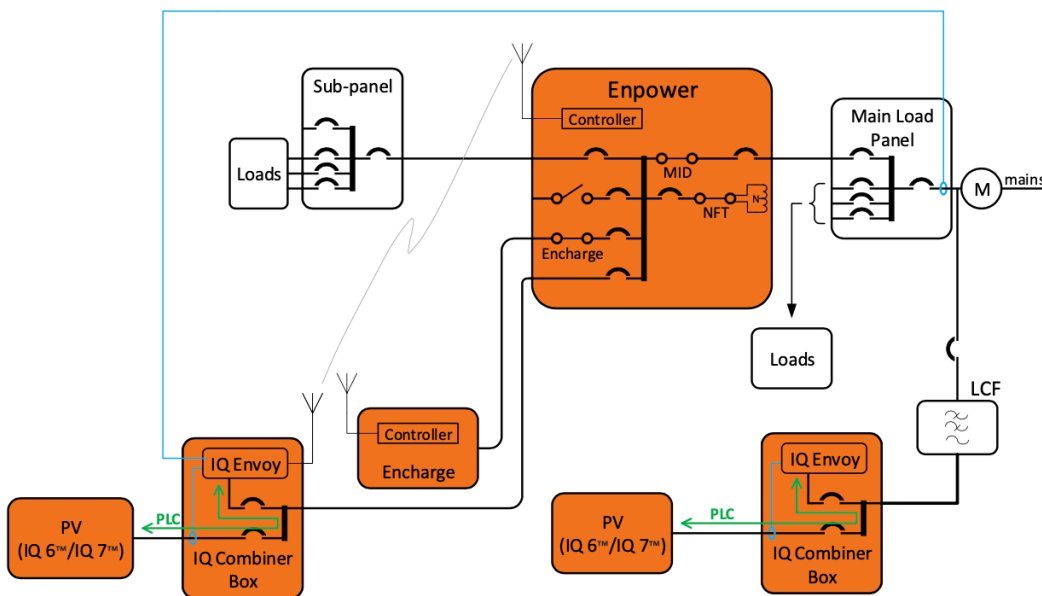 Sub-panel
Loads
Enpower
Controller
MID
N
NFT
Encharge
Main Load
Panel
M
mains
Loads
LCF
Controller
Encharge
IQ Envoy
PLC
PV
(IQ 6™/IQ 7™)
IQ Combiner
Box
IQ Envoy
PLC
PV
(IQ 6™/IQ 7™)
IQ Combiner
Box